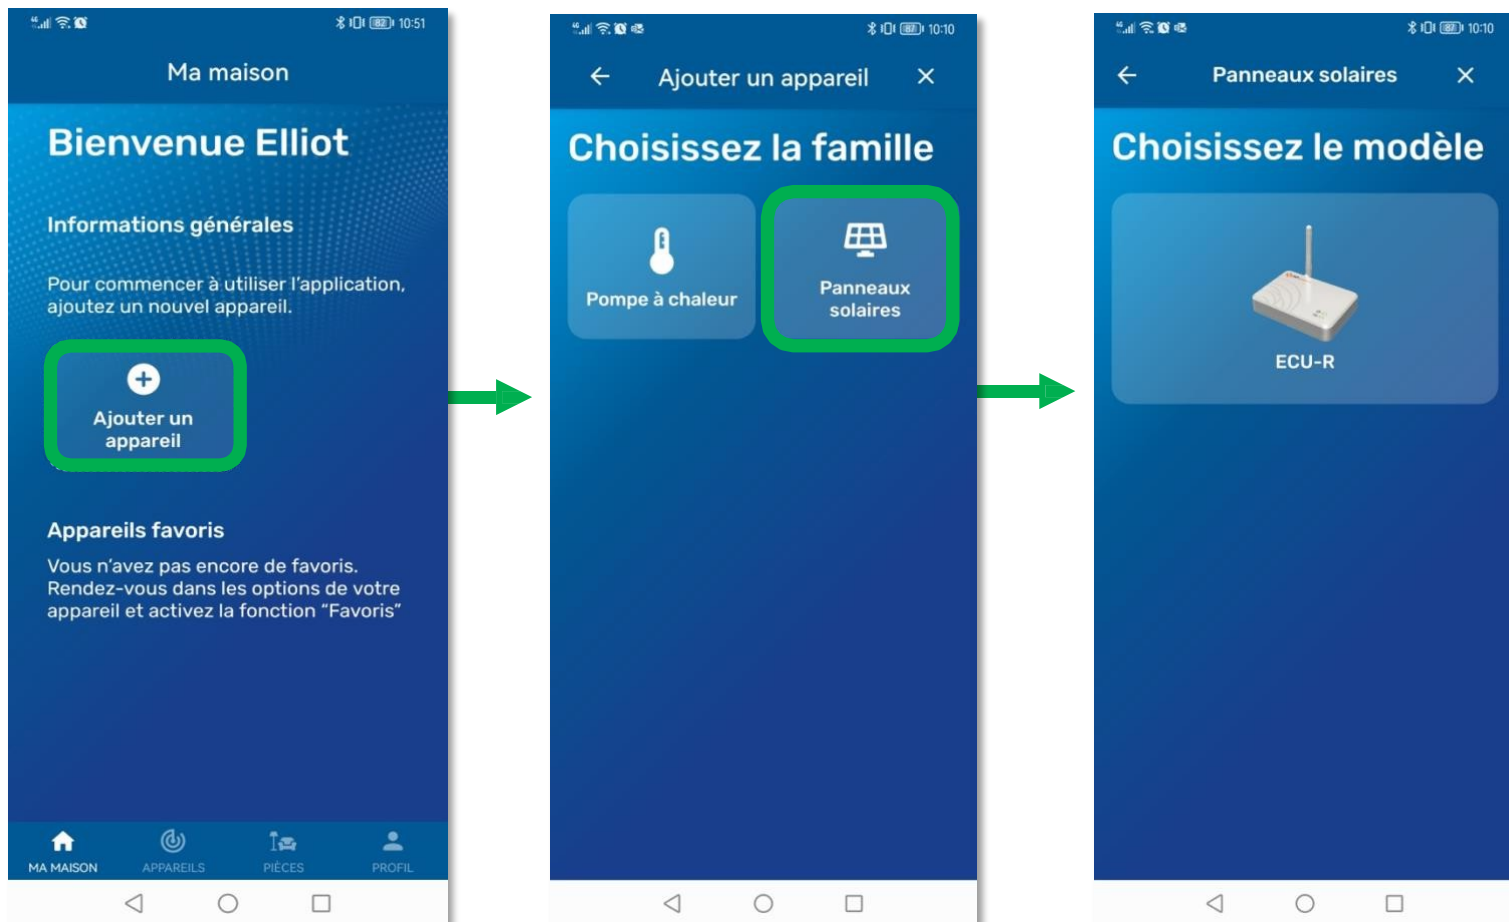 10:51
Ma maison
Bienvenue Elliot
Informations générales
Pour commencer à utiliser l'application,
ajoutez un nouvel appareil.
Ajouter un
appareil
Appareils favoris
Vous n'avez pas encore de favoris.
Rendez-vous dans les options de votre
appareil et activez la fonction “Favoris”
MA MAISON
APPAREILS
PIÈCES
PROFIL
10:10
Ajouter un appareil
Choisissez la famille
Pompe à chaleur
Panneaux
solaires
10:10
Panneaux solaires
Choisissez le modèle
ECU-R